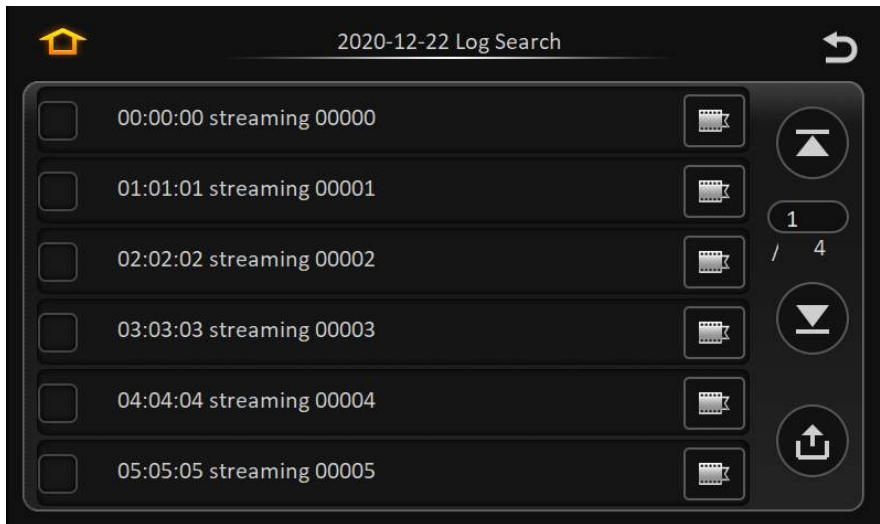 2020-12-22 Log Search
00:00:00 streaming 00000
01:01:01 streaming 00001
02:02:02 streaming 00002
03:03:03 streaming 00003
04:04:04 streaming 00004
05:05:05 streaming 00005
1
/ 4